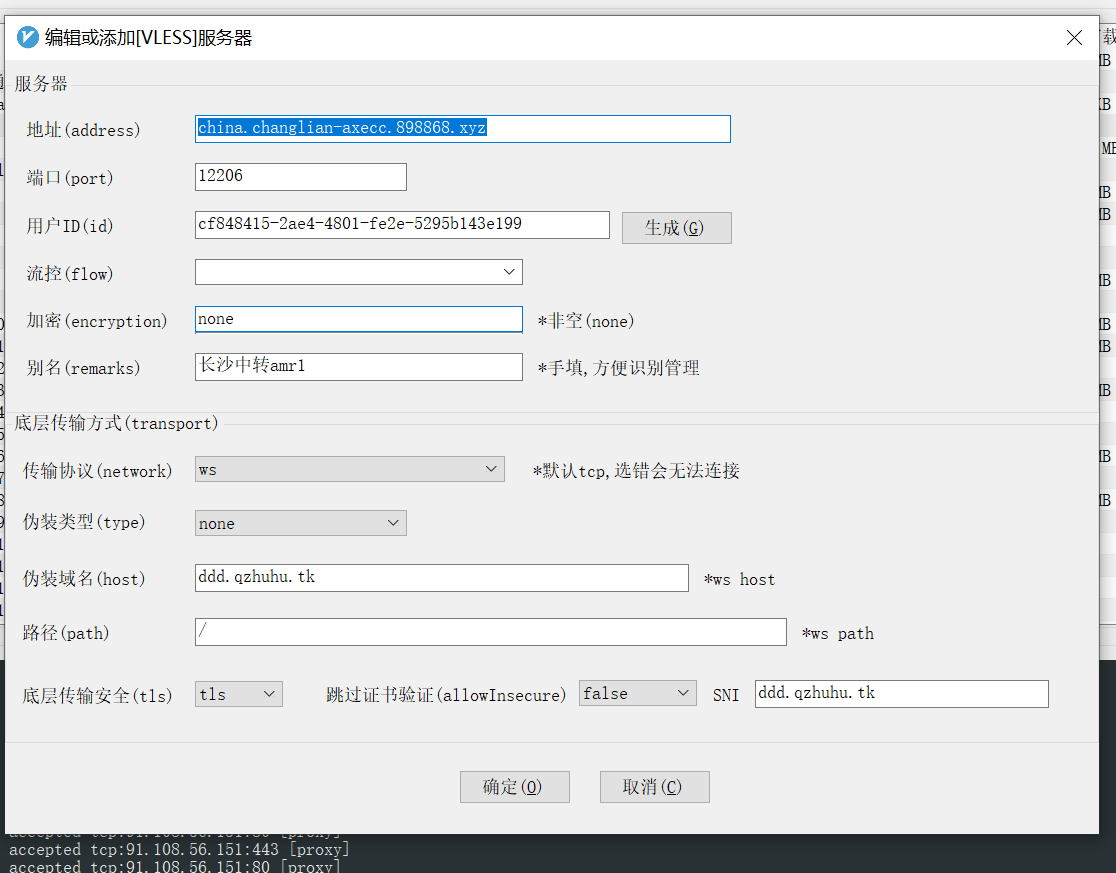 编辑或添加[VLESS]服务器
服务器
地址(address) china.changlian-axecc.898868.xyz
端口(port) 12206
用户ID(id) cf848415-2ae4-4801-fe2e-5295b143e199 生成(G)
流控(flow)
加密(encryption) none *非空(none)
别名(remarks) 长沙中转amr1 *手填,方便识别管理
底层传输方式(transport)
传输协议(network) ws *默认tcp,选错会无法连接
伪装类型(type) none
伪装域名(host) ddd.qzhuhu.tk *ws host
路径(path) / *ws path
底层传输安全(tls) tls 跳过证书验证(allowInsecure) false SNI ddd.qzhuhu.tk
确定(O) 取消(C)
accepted tcp:91.108.56.151:80 [proxy]
accepted tcp:91.108.56.151:443 [proxy]
accepted tcp:91.108.56.151:80 [proxy]